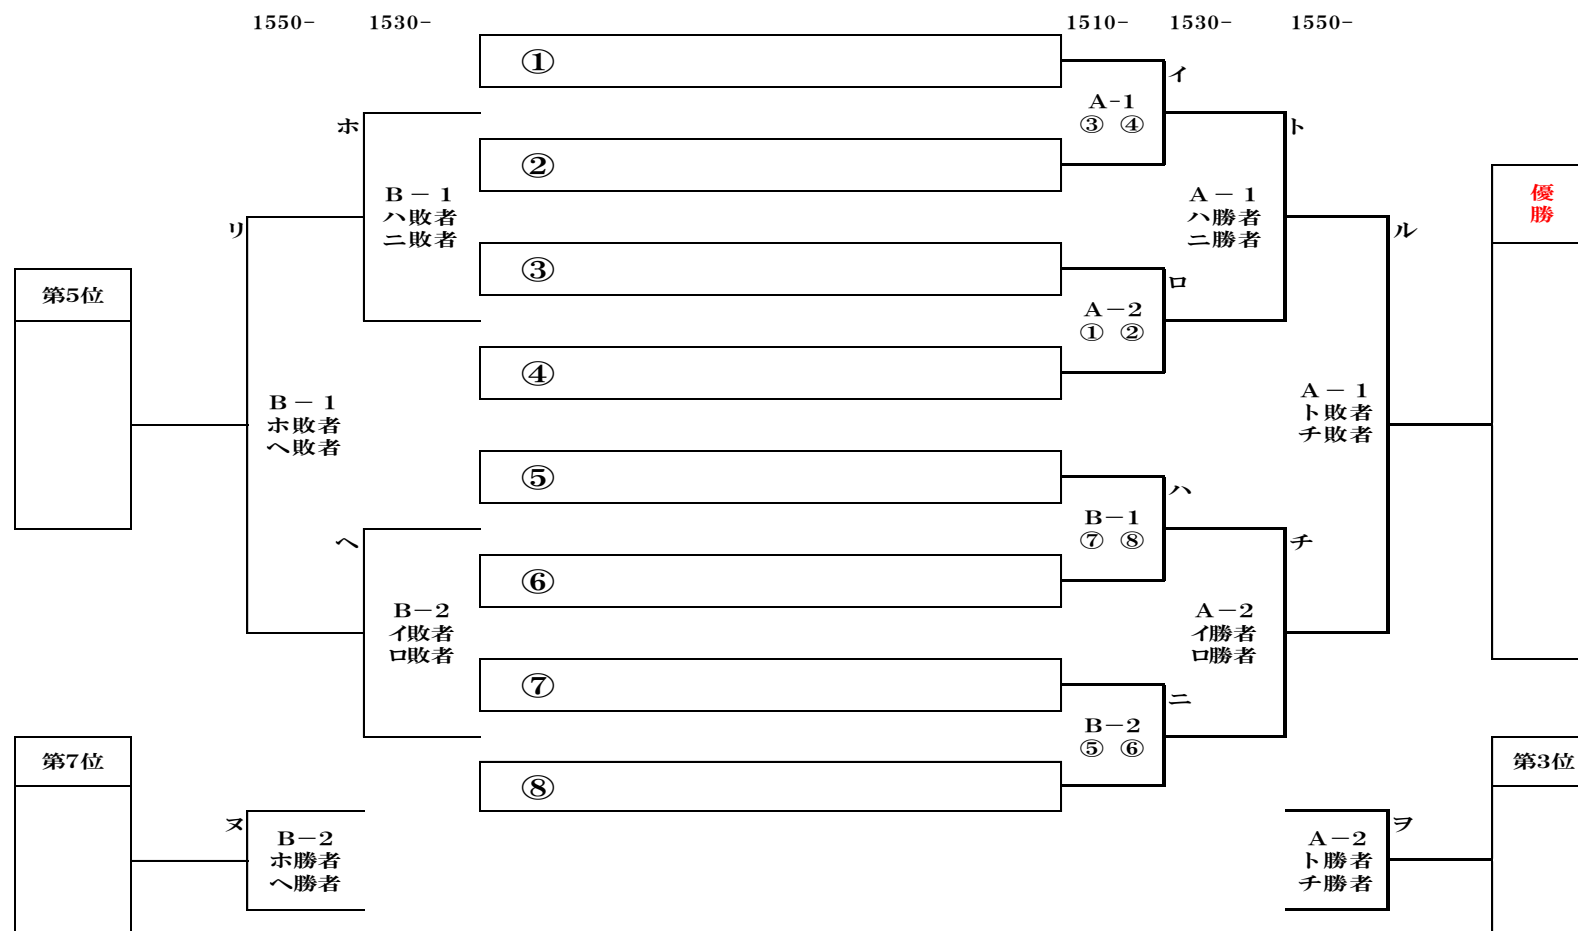 1550- 1530- 1510- 1530- 1550-
①
イ
A-1
③ ④
ホ
ト
②
B－1
ハ敗者
ニ敗者
A－1
ハ勝者
ニ勝者
優
勝
リ
ル
③
ロ
第5位
A－2
① ②
④
B－1
ホ敗者
ヘ敗者
A－1
ト敗者
チ敗者
⑤
ハ
B－1
⑦ ⑧
ヘ
チ
⑥
B－2
イ敗者
ロ敗者
A－2
イ勝者
ロ勝者
⑦
ニ
B－2
⑤ ⑥
第7位
第3位
⑧
ヌ
B－2
ホ勝者
ヘ勝者
ヲ
A－2
ト勝者
チ勝者